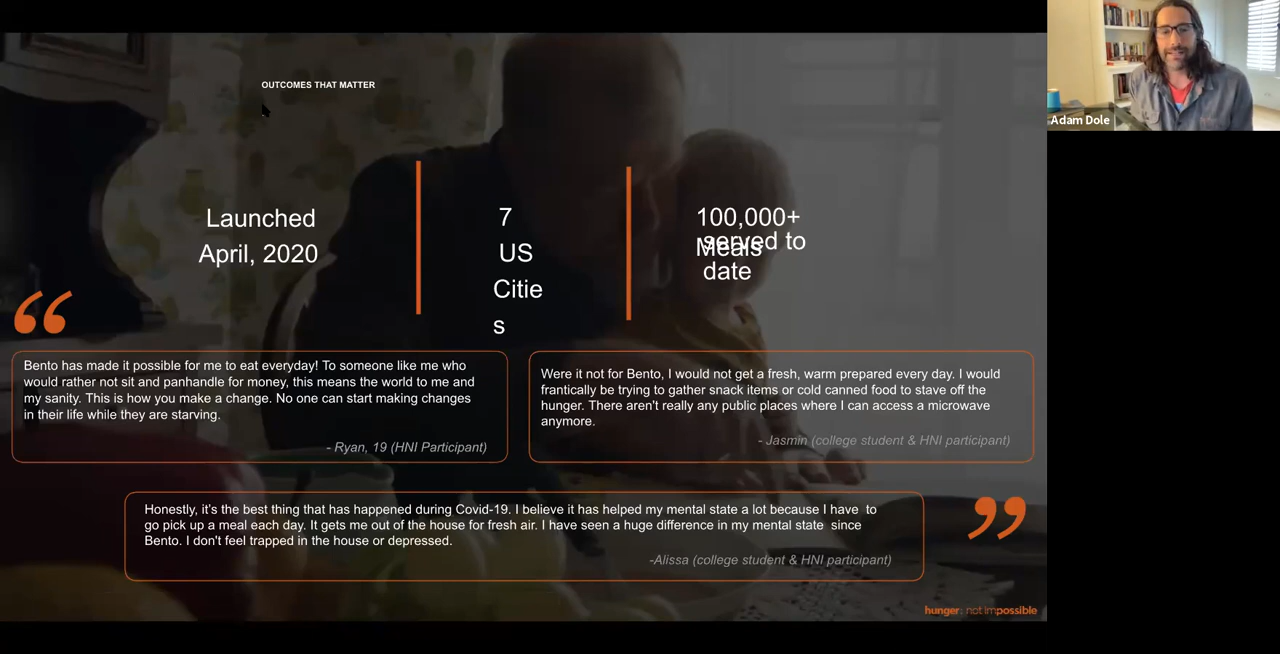 OUTCOMES THAT MATTER
Adam Dole
Launched
April, 2020
7
US
Citie
s
100,000+
Meals
served to
date
Bento has made it possible for me to eat everyday! To someone like me who
would rather not sit and panhandle for money, this means the world to me and
my sanity. This is how you make a change. No one can start making changes
in their life while they are starving.
- Ryan, 19 (HNI Participant)
Were it not for Bento, I would not get a fresh, warm prepared every day. I would
frantically be trying to gather snack items or cold canned food to stave off the
hunger. There aren't really any public places where I can access a microwave
anymore.
- Jasmin (college student & HNI participant)
Honestly, it's the best thing that has happened during Covid-19. I believe it has helped my mental state a lot because I have to
go pick up a meal each day. It gets me out of the house for fresh air. I have seen a huge difference in my mental state since
Bento. I don't feel trapped in the house or depressed.
-Alissa (college student & HNI participant)
hunger: not impossible